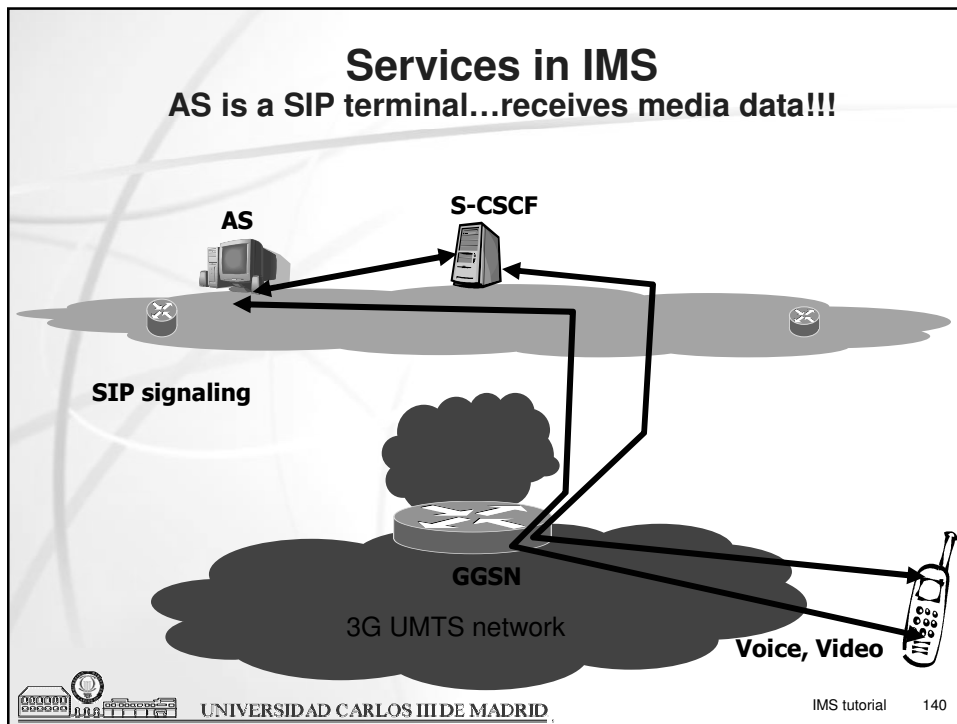 Services in IMS
AS is a SIP terminal…receives media data!!!
S-CSCF
AS
SIP signaling
GGSN
3G UMTS network
Voice, Video
UNIVERSIDAD CARLOS III DE MADRID
IMS tutorial 140